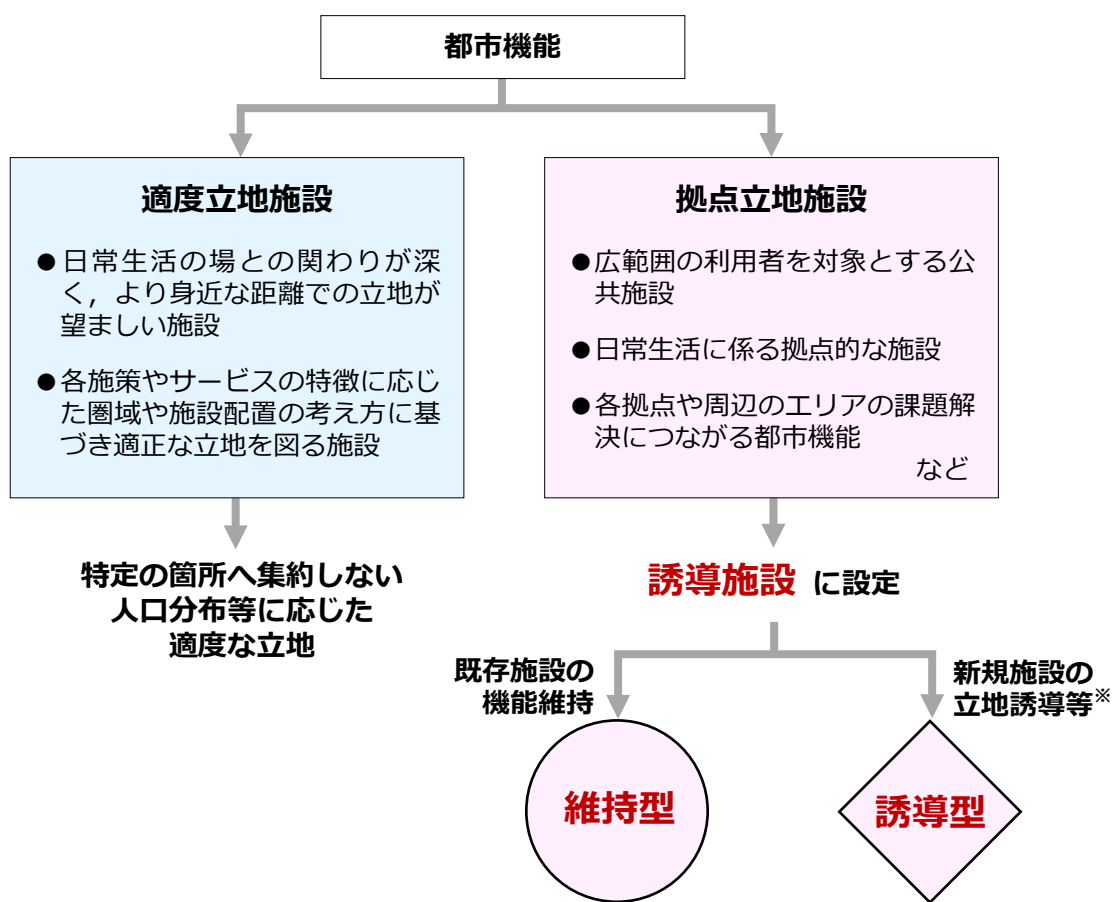 都市機能
適度立地施設
●日常生活の場との関わりが深
く，より身近な距離での立地が
望ましい施設
●各施策やサービスの特徴に応じ
た圏域や施設配置の考え方に基
づき適正な立地を図る施設
拠点立地施設
●広範囲の利用者を対象とする公
共施設
●日常生活に係る拠点的な施設
●各拠点や周辺のエリアの課題解
決につながる都市機能
など
特定の箇所へ集約しない
人口分布等に応じた
適度な立地
誘導施設 に設定
既存施設の
機能維持
新規施設の
立地誘導等※
維持型
誘導型